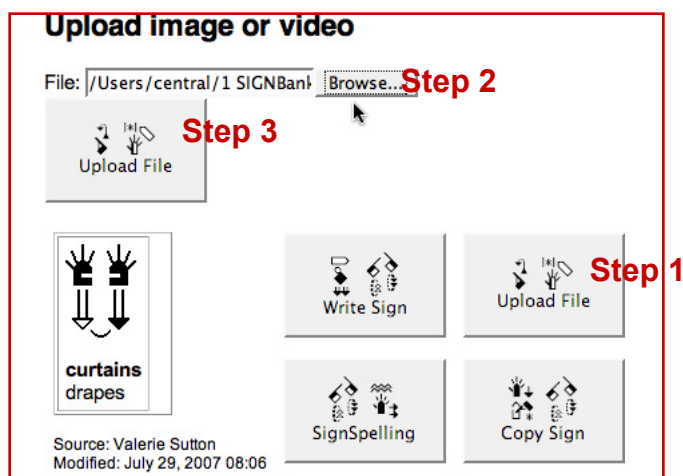 Upload image or video
File: /Users/central/1 SIGNBank Browse... Step 2
Step 3
Upload File
Step 1
Write Sign
Upload File
curtains
drapes
SignSpelling
Copy Sign
Source: Valerie Sutton
Modified: July 29, 2007 08:06